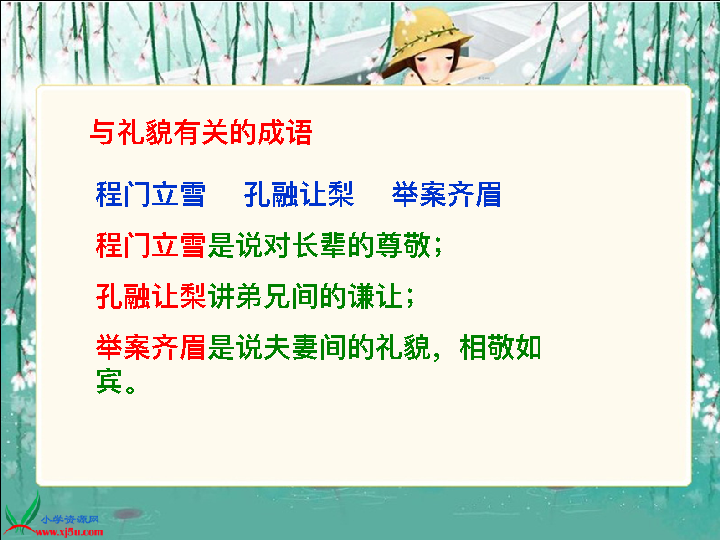 与礼貌有关的成语
程门立雪 孔融让梨 举案齐眉
程门立雪是说对长辈的尊敬；
孔融让梨讲弟兄间的谦让；
举案齐眉是说夫妻间的礼貌，相敬如
宾。
小学资源网
www.xj5u.com